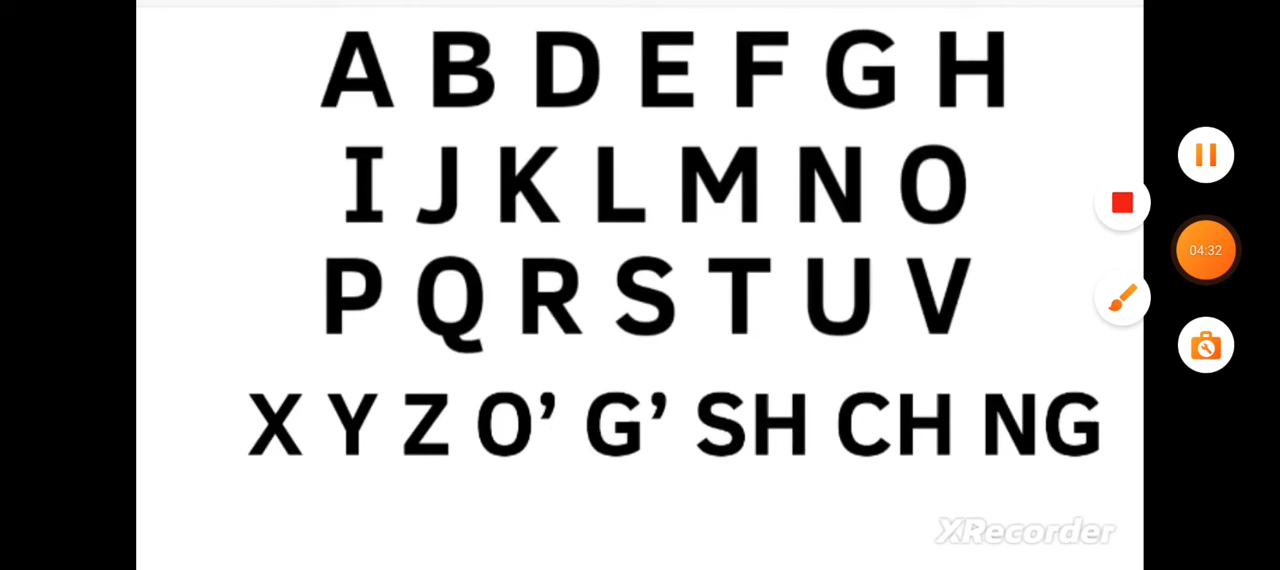 A B D E F G H
I J K L M N O
P Q R S T U V
X Y Z O’ G’ SH CH NG
04:32
XRecorder